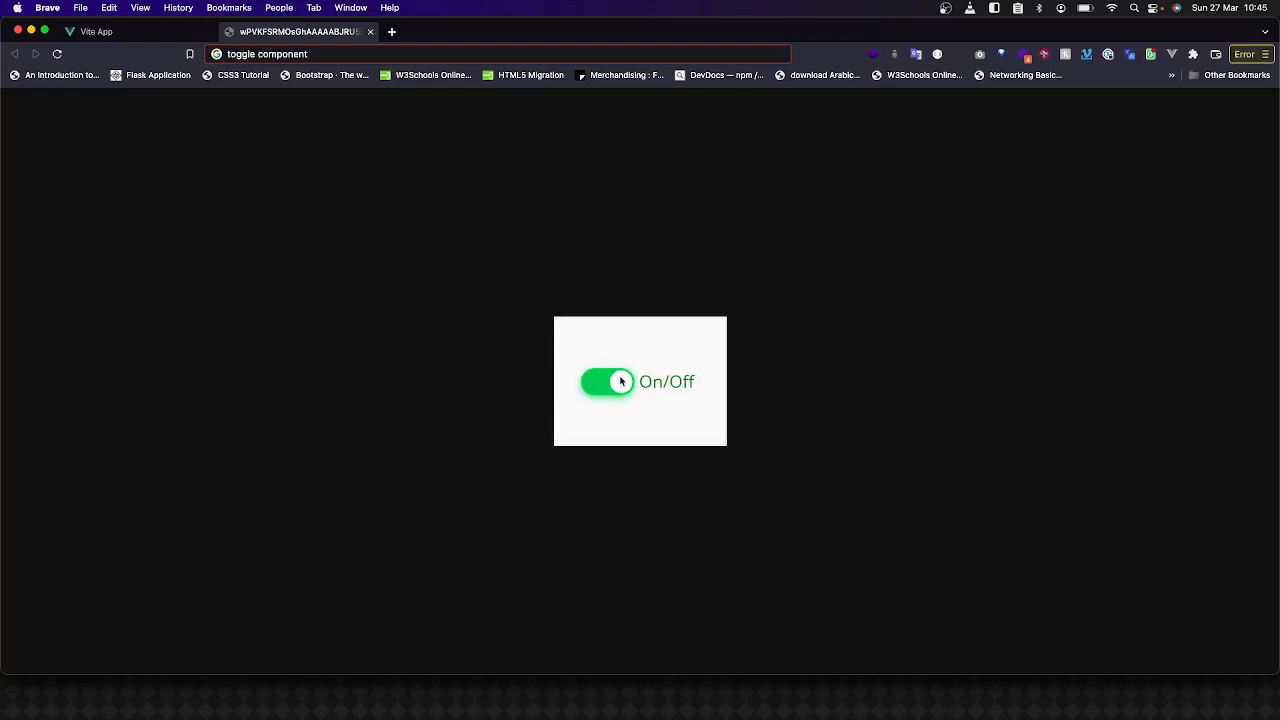 Brave File Edit View History Bookmarks People Tab Window Help Sun 27 Mar 10:45
Vite App wPVKFSRMOsGhAAAAABJRU5
toggle component Error
An Introduction to... Flask Application CSS3 Tutorial Bootstrap · The w... W3Schools Online... HTML5 Migration Merchandising : F... DevDocs — npm /... download Arabic... W3Schools Online... Networking Basic... » Other Bookmarks
On/Off